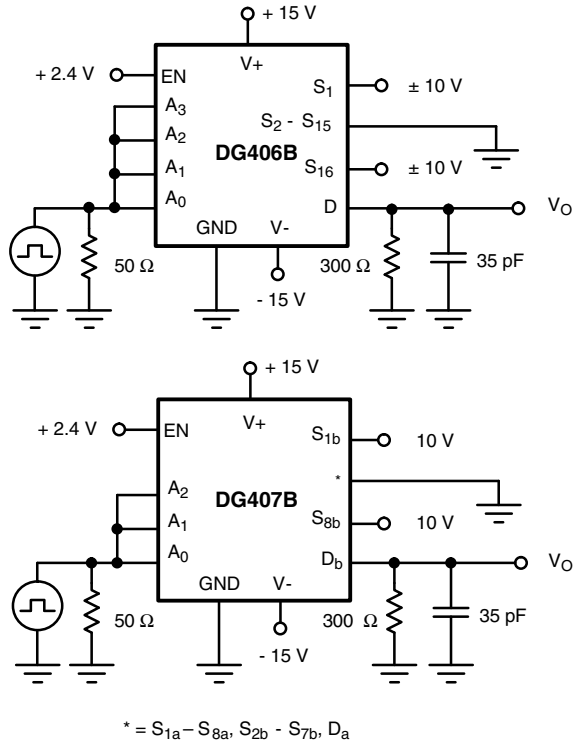 + 15 V
+ 2.4 V
EN
V+
A3
S1
± 10 V
A2
S2 - S15
A1
DG406B
S16
± 10 V
A0
D
VO
GND
V-
50 Ω
300 Ω
35 pF
- 15 V
+ 15 V
+ 2.4 V
EN
V+
S1b
10 V
A2
*
A1
DG407B
S8b
10 V
A0
Db
VO
GND
V-
50 Ω
300 Ω
35 pF
- 15 V
* = S1a – S8a, S2b - S7b, Da